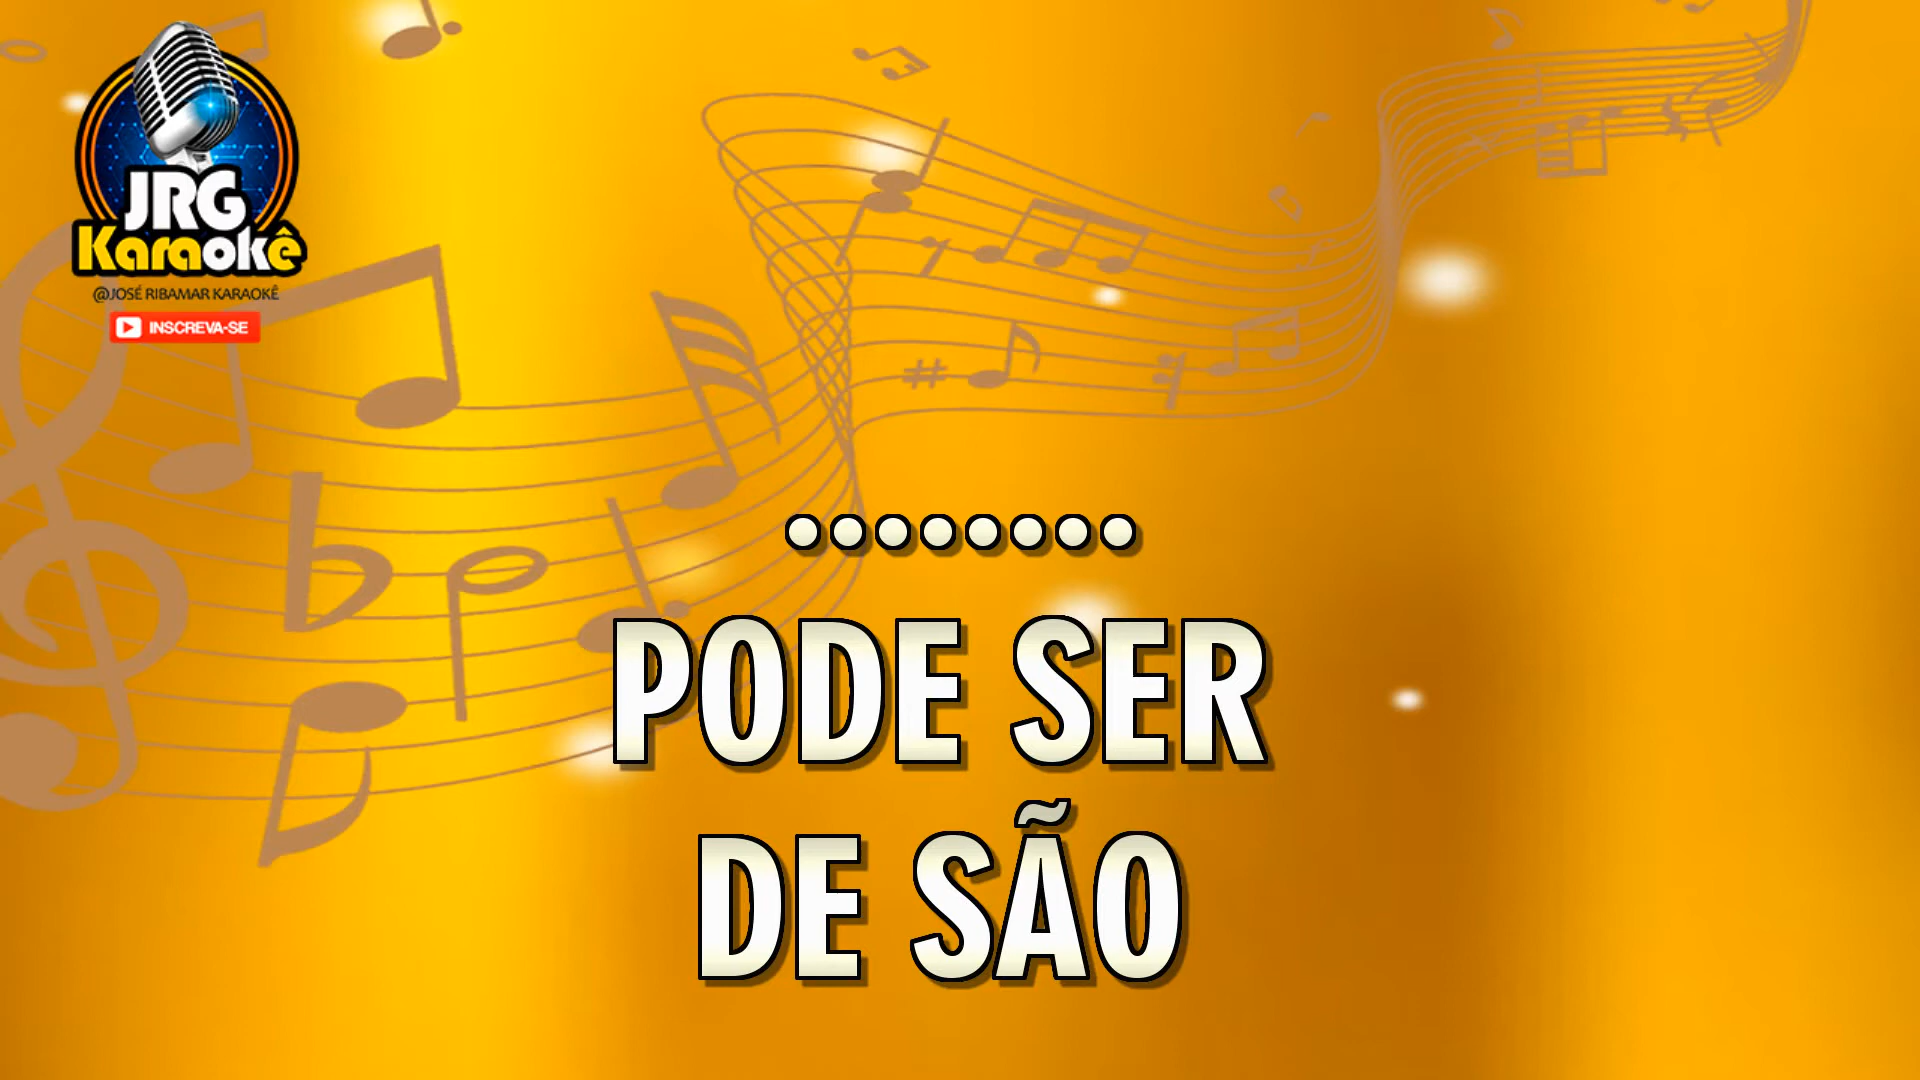 JRG
Karaokê
@JOSÉ RIBAMAR KARAOKÊ
INSCREVA-SE
PODE SER
DE SÃO